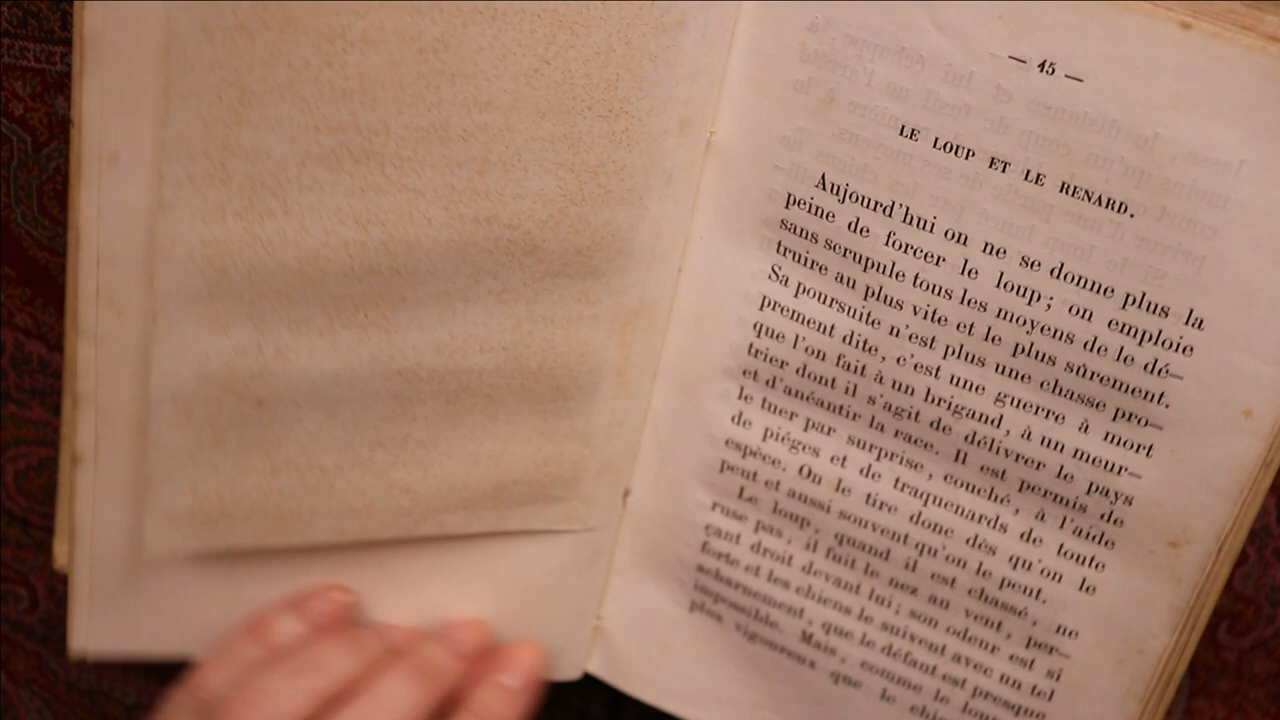 — 45 —
LE LOUP ET LE RENARD.
Aujourd'hui on ne se donne plus la
peine de forcer le loup; on emploie
sans scrupule tous les moyens de le dé-
truire au plus vite et le plus sûrement.
Sa poursuite n'est plus une chasse pro-
prement dite, c'est une guerre à mort
que l'on fait à un brigand, à un meur-
trier dont il s'agit de délivrer le pays
et d'anéantir la race. Il est permis de
le tuer par surprise, couché, à l'aide
de piéges et de traquenards de toute
espèce. On le tire donc dès qu'on le
peut et aussi souvent qu'on le peut.
Le loup, quand il est chassé, ne
ruse pas, il fuit le nez au vent, per-
çant droit devant lui; son odeur est si
forte et les chiens le suivent avec un tel
acharnement, que le défaut est presque
impossible. Mais, comme le loup
plus vigoureux que le